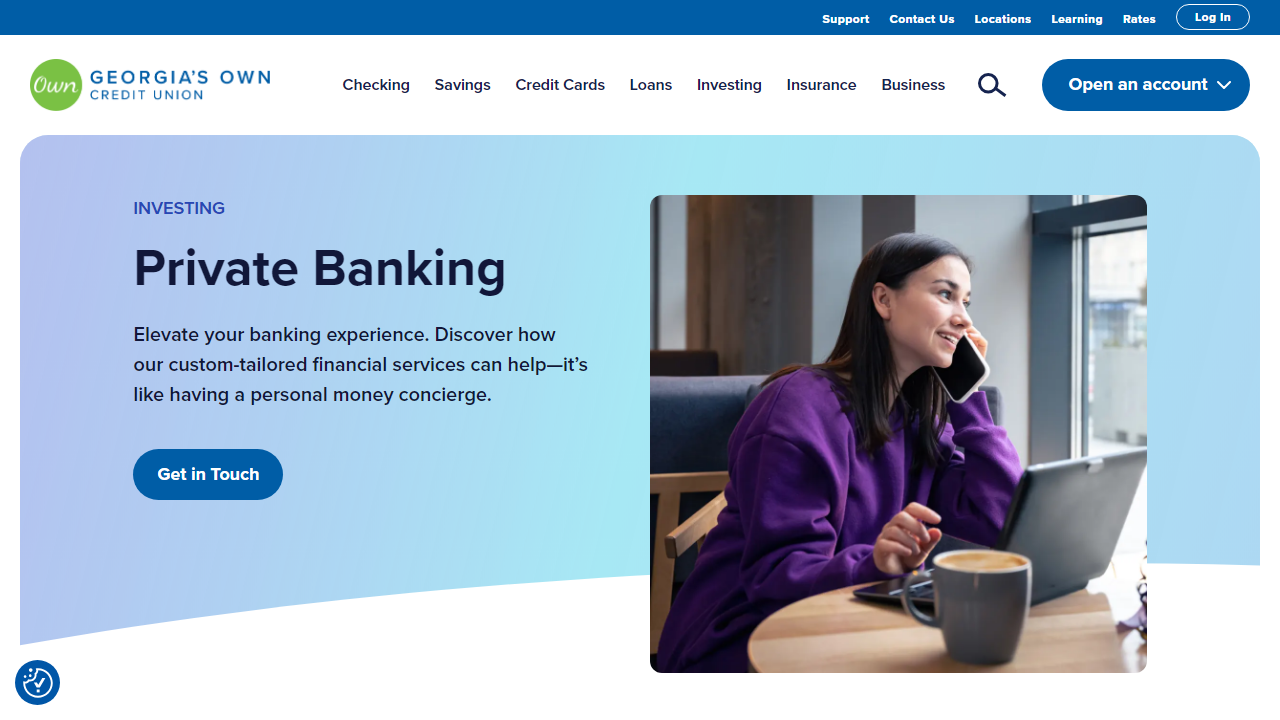 Support Contact Us Locations Learning Rates Log In
Own GEORGIA'S OWN
CREDIT UNION
Checking Savings Credit Cards Loans Investing Insurance Business
Open an account
INVESTING
Private Banking
Elevate your banking experience. Discover how
our custom-tailored financial services can help—it’s
like having a personal money concierge.
Get in Touch